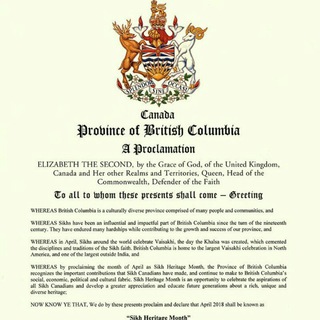 SPLENDOR SINE OCCASU
Canada
Province of British Columbia
A Proclamation
ELIZABETH THE SECOND, by the Grace of God, of the United Kingdom,
Canada and Her other Realms and Territories, Queen, Head of the
Commonwealth, Defender of the Faith
To all to whom these presents shall come – Greeting
WHEREAS British Columbia is a culturally diverse province comprised of many people and communities, and
WHEREAS Sikhs have been an influential and impactful part of British Columbia since the turn of the nineteenth
century. They have endured many hardships while contributing to the growth and success of our province, and
WHEREAS in April, Sikhs around the world celebrate Vaisakhi, the day the Khalsa was created, which cemented
the disciplines and traditions of the Sikh faith. British Columbia is home to the largest Vaisakhi celebration in North
America, and one of the largest outside India, and
WHEREAS by proclaiming the month of April as Sikh Heritage Month, the Province of British Columbia
recognizes the important contributions that Sikh Canadians have made, and continue to make to British Columbia's
social, economic, political and cultural fabric. Sikh Heritage Month is an opportunity to celebrate the aspirations of
all Sikh Canadians and develop a greater appreciation and educate future generations about a rich, unique and
diverse heritage;
NOW KNOW YE THAT, We do by these presents proclaim and declare that April 2018 shall be known as
"Sikh Heritage Month"